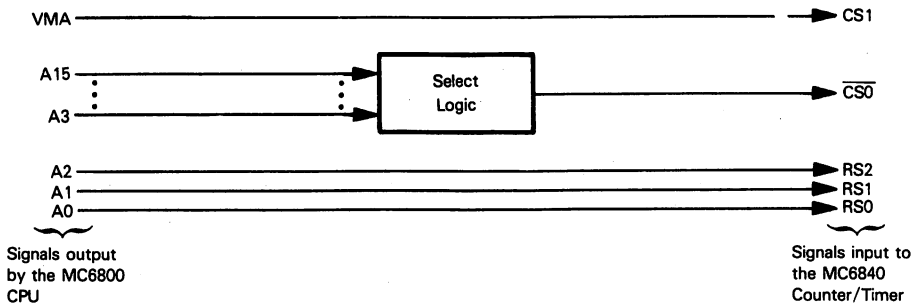 VMA
CS1
A15
Select
Logic
C̅S̅0̅
A3
A2
RS2
A1
RS1
A0
RS0
Signals output
by the MC6800
CPU
Signals input to
the MC6840
Counter/Timer